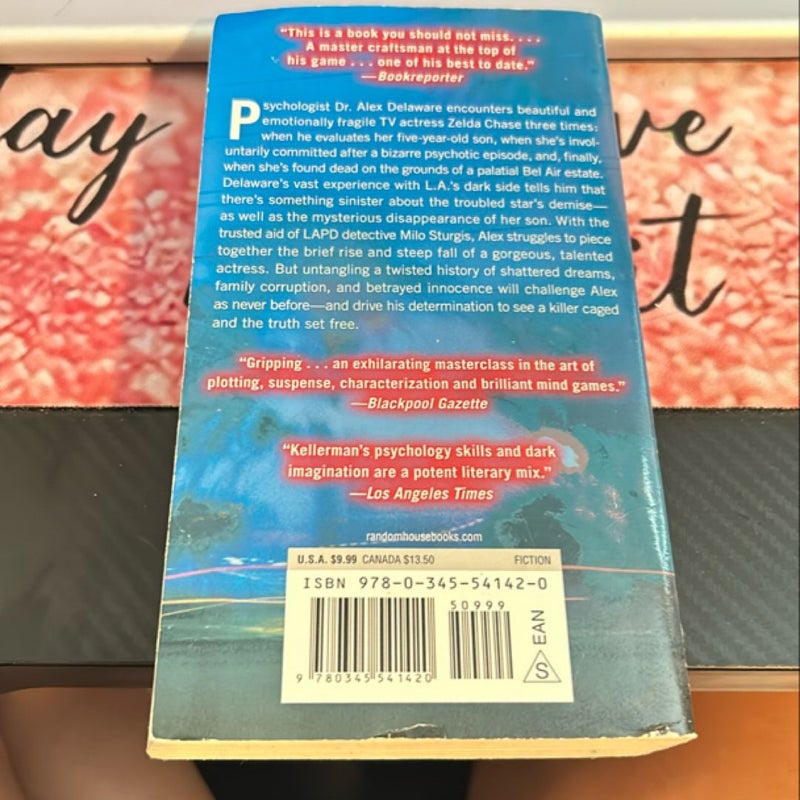 "This is a book you should not miss. . . .
A master craftsman at the top of
his game . . . one of his best to date."
—Bookreporter
Psychologist Dr. Alex Delaware encounters beautiful and
emotionally fragile TV actress Zelda Chase three times:
when he evaluates her five-year-old son, when she's invol-
untarily committed after a bizarre psychotic episode, and, finally,
when she's found dead on the grounds of a palatial Bel Air estate.
Delaware's vast experience with L.A.'s dark side tells him that
there's something sinister about the troubled star's demise—
as well as the mysterious disappearance of her son. With the
trusted aid of LAPD detective Milo Sturgis, Alex struggles to piece
together the brief rise and steep fall of a gorgeous, talented
actress. But untangling a twisted history of shattered dreams,
family corruption, and betrayed innocence will challenge Alex
as never before—and drive his determination to see a killer caged
and the truth set free.
"Gripping . . . an exhilarating masterclass in the art of
plotting, suspense, characterization and brilliant mind games."
—Blackpool Gazette
"Kellerman's psychology skills and dark
imagination are a potent literary mix."
—Los Angeles Times
randomhousebooks.com
U.S.A. $9.99 CANADA $13.50 FICTION
ISBN 978-0-345-54142-0
50999
9 780345 541420
EAN
S